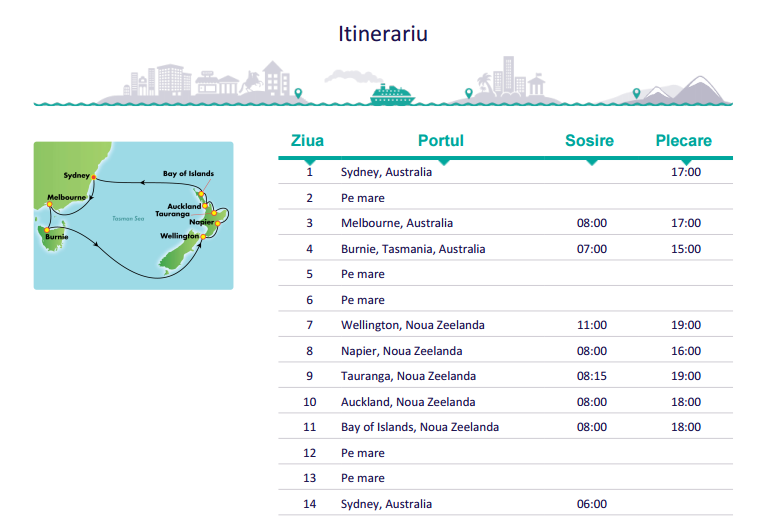 Itinerariu
Sydney
Bay of Islands
Melbourne
Auckland
Tauranga
Tasman Sea
Napier
Burnie
Wellington
Ziua Portul Sosire Plecare
1 Sydney, Australia 17:00
2 Pe mare
3 Melbourne, Australia 08:00 17:00
4 Burnie, Tasmania, Australia 07:00 15:00
5 Pe mare
6 Pe mare
7 Wellington, Noua Zeelanda 11:00 19:00
8 Napier, Noua Zeelanda 08:00 16:00
9 Tauranga, Noua Zeelanda 08:15 19:00
10 Auckland, Noua Zeelanda 08:00 18:00
11 Bay of Islands, Noua Zeelanda 08:00 18:00
12 Pe mare
13 Pe mare
14 Sydney, Australia 06:00